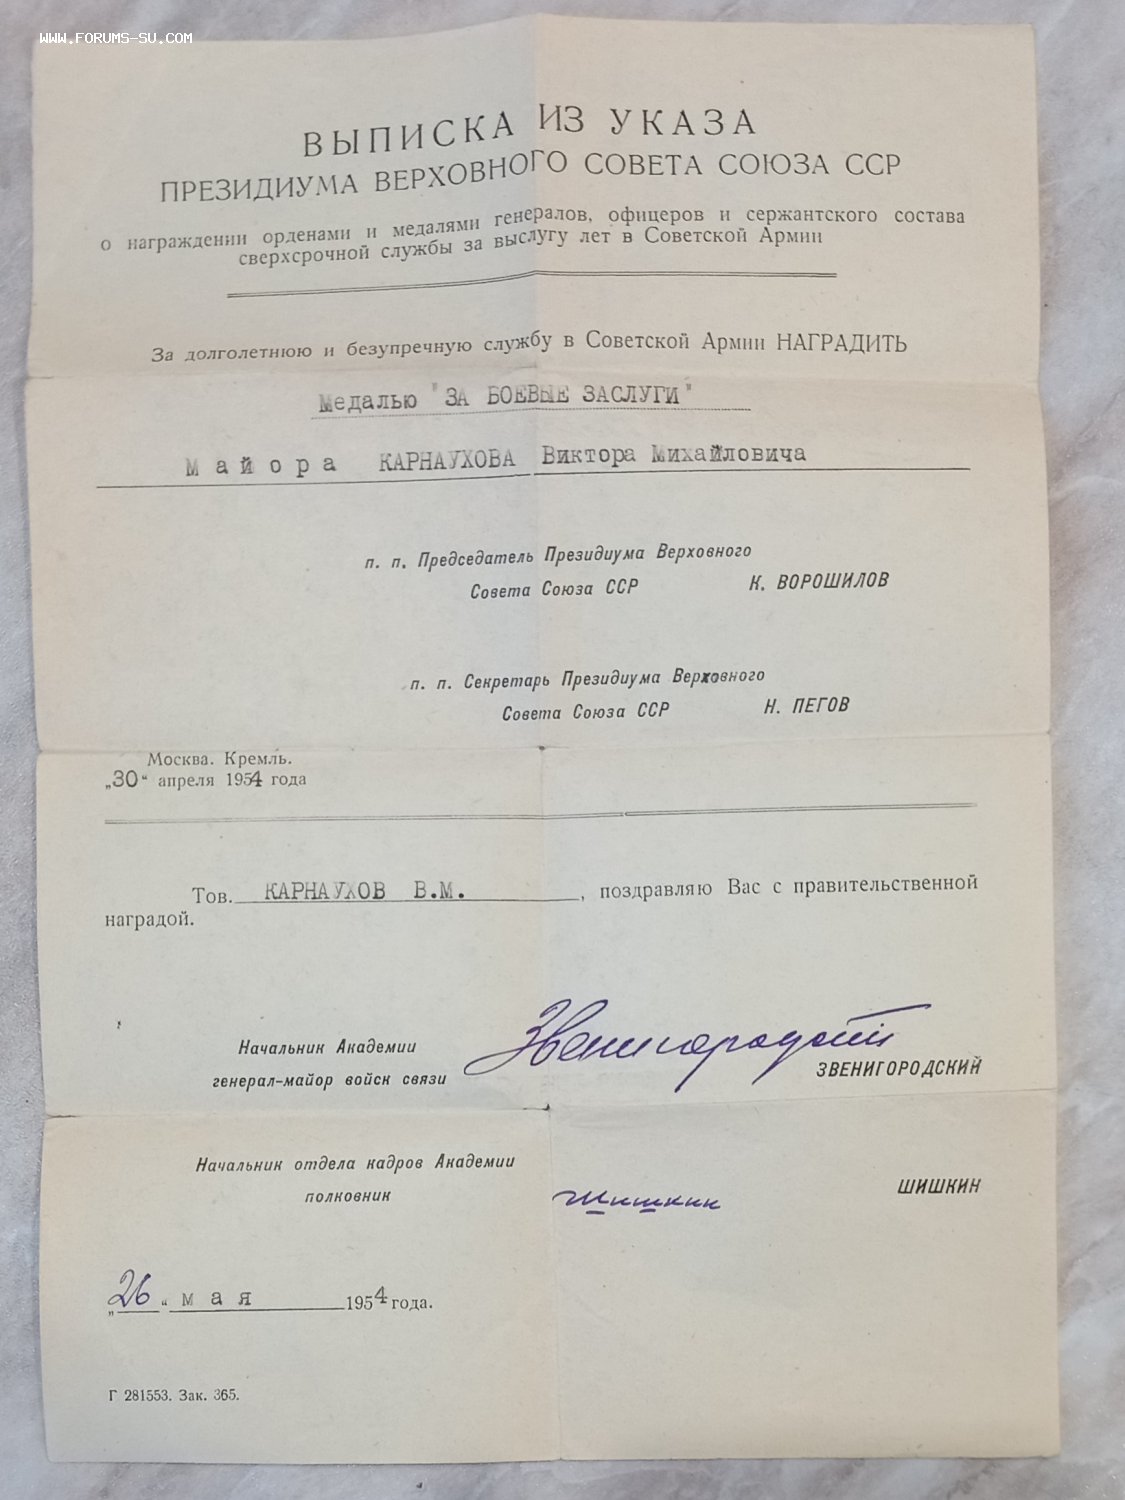 WWW.FORUMS-SU.COM
ВЫПИСКА ИЗ УКАЗА
ПРЕЗИДИУМА ВЕРХОВНОГО СОВЕТА СОЮЗА ССР
о награждении орденами и медалями генералов, офицеров и сержантского состава
сверхсрочной службы за выслугу лет в Советской Армии
За долголетнюю и безупречную службу в Советской Армии НАГРАДИТЬ
Медалью "ЗА БОЕВЫЕ ЗАСЛУГИ"
Майора КАРНАУХОВА Виктора Михайловича
п. п. Председатель Президиума Верховного
Совета Союза ССР К. ВОРОШИЛОВ
п. п. Секретарь Президиума Верховного
Совета Союза ССР Н. ПЕГОВ
Москва. Кремль.
„30“ апреля 1954 года
Тов. КАРНАУХОВ В.М. , поздравляю Вас с правительственной
наградой.
Звенигородский
Начальник Академии
генерал-майор войск связи ЗВЕНИГОРОДСКИЙ
Начальник отдела кадров Академии
полковник Шишкин ШИШКИН
„26“ мая 1954 года.
Г 281553. Зак. 365.